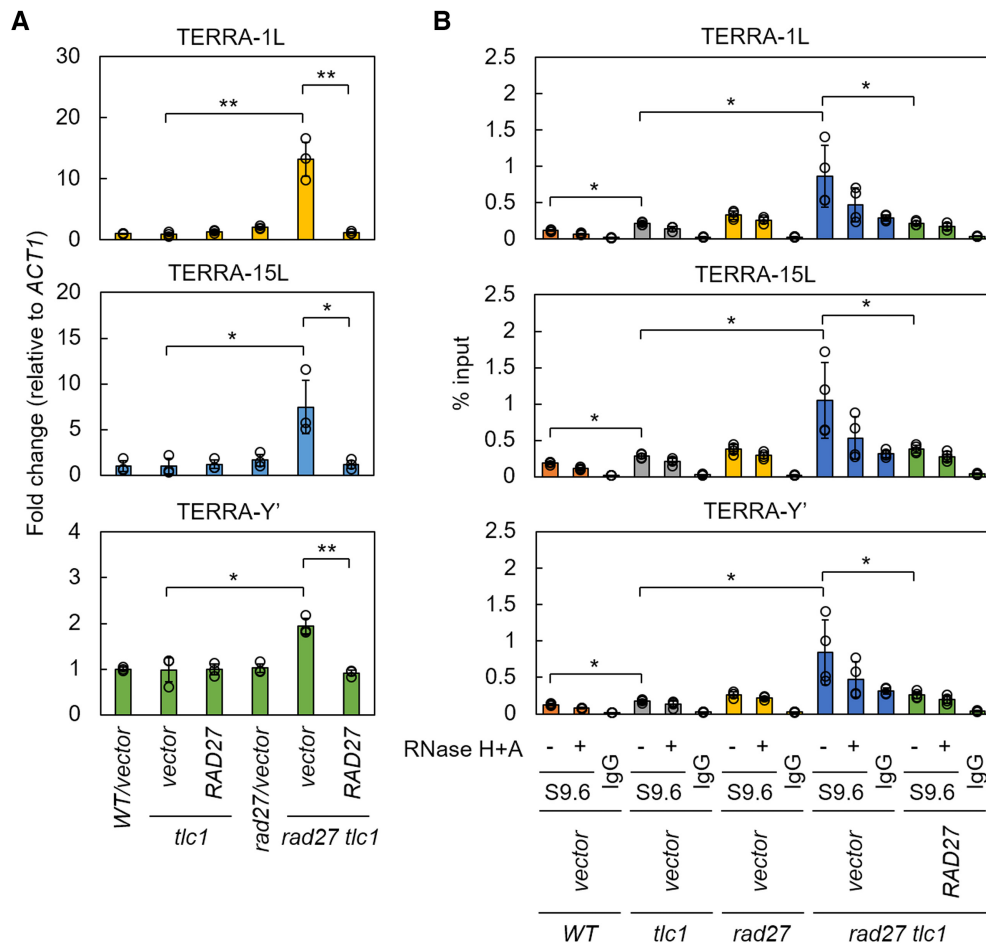 A
TERRA-1L
30
20
10
0
**
**
TERRA-15L
20
15
10
5
0
*
*
TERRA-Y’
4
3
2
1
0
*
**
Fold change (relative to ACT1)
WT/vector
vector
RAD27
rad27/vector
vector
RAD27
tlc1
rad27 tlc1
B
TERRA-1L
2.5
2
1.5
1
0.5
0
*
*
*
TERRA-15L
2.5
2
1.5
1
0.5
0
*
*
*
TERRA-Y’
2.5
2
1.5
1
0.5
0
*
*
*
% input
RNase H+A - + - + - + - + - +
IgG IgG IgG IgG IgG
S9.6 S9.6 S9.6 S9.6 S9.6
vector vector vector vector RAD27
WT tlc1 rad27 rad27 tlc1